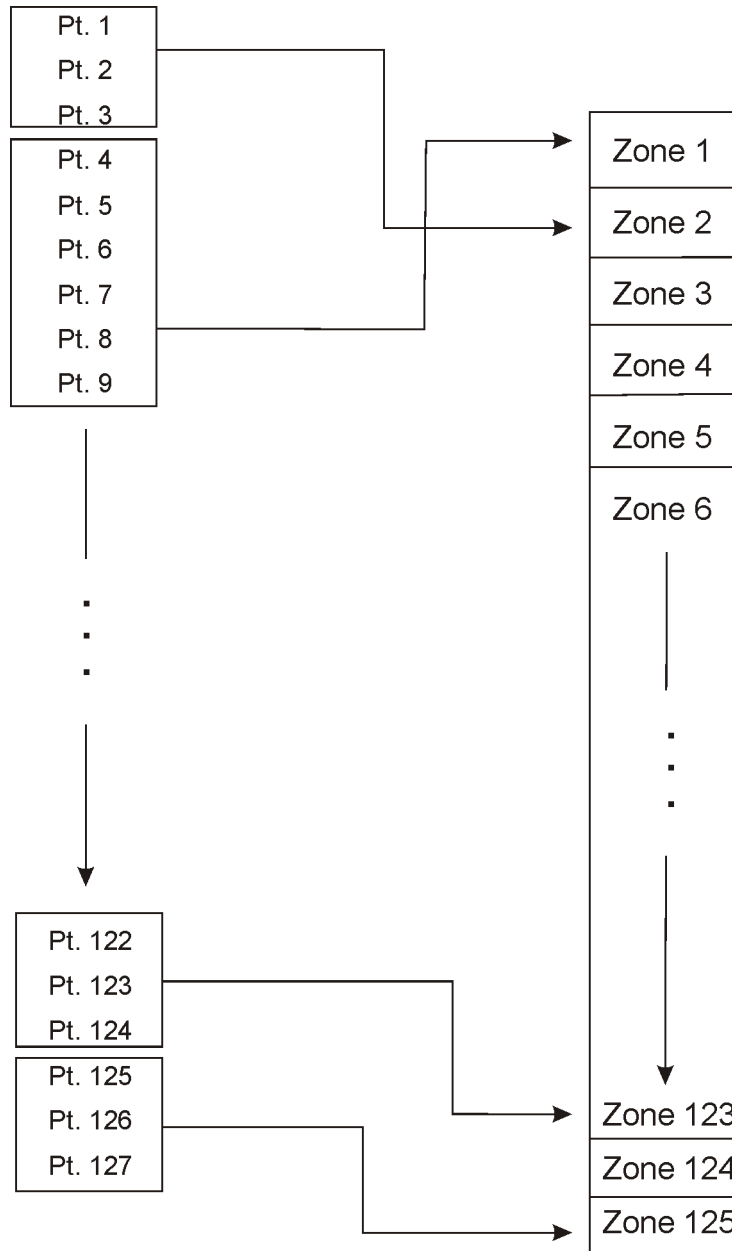 Pt. 1
Pt. 2
Pt. 3
Pt. 4
Pt. 5
Pt. 6
Pt. 7
Pt. 8
Pt. 9
Pt. 122
Pt. 123
Pt. 124
Pt. 125
Pt. 126
Pt. 127
Zone 1
Zone 2
Zone 3
Zone 4
Zone 5
Zone 6
Zone 123
Zone 124
Zone 125